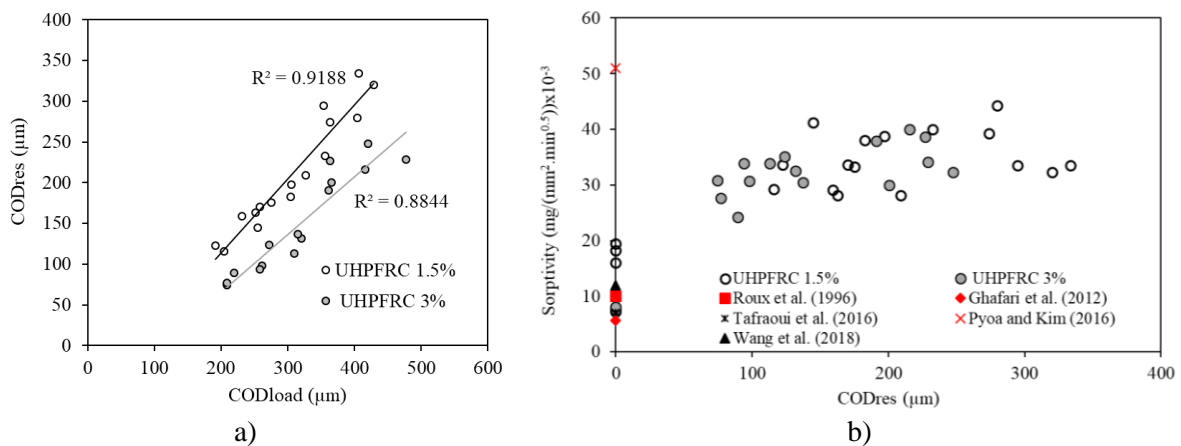 400
350
300
250
200
150
100
50
0
CODres (µm)
R² = 0.9188
R² = 0.8844
UHPFRC 1.5%
UHPFRC 3%
0 100 200 300 400 500 600
CODload (µm)
a)
60
50
40
30
20
10
0
Sorptivity (mg/(mm².min⁰·⁵))x10⁻³
UHPFRC 1.5% UHPFRC 3%
Roux et al. (1996) Ghafari et al. (2012)
Tafraoui et al. (2016) Pyoa and Kim (2016)
Wang et al. (2018)
0 100 200 300 400
CODres (µm)
b)